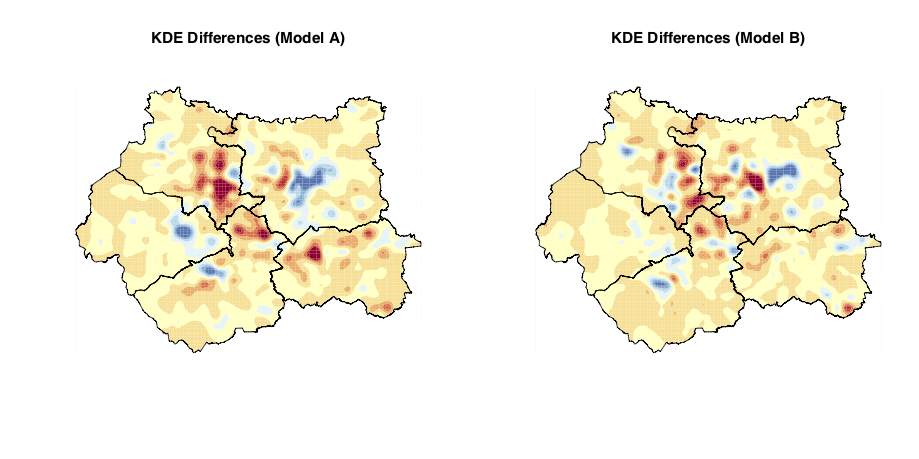 KDE Differences (Model A)
KDE Differences (Model B)